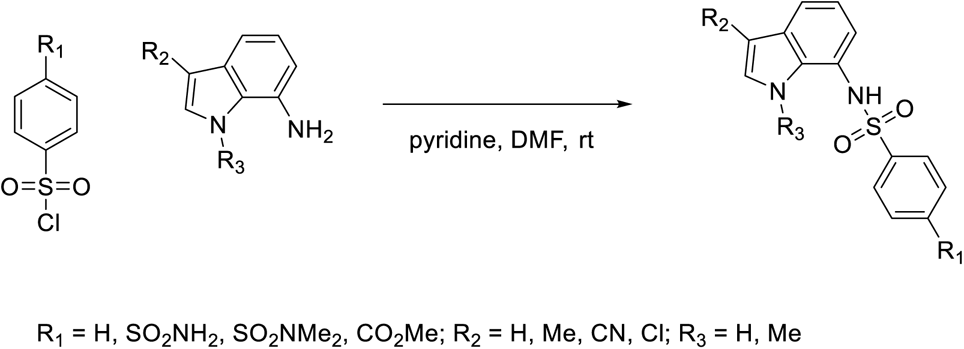 R₁
O=S=O
Cl
R₂
N
R₃
NH₂
pyridine, DMF, rt
R₂
N
R₃
NH
O
S
O
R₁
R₁ = H, SO₂NH₂, SO₂NMe₂, CO₂Me; R₂ = H, Me, CN, Cl; R₃ = H, Me